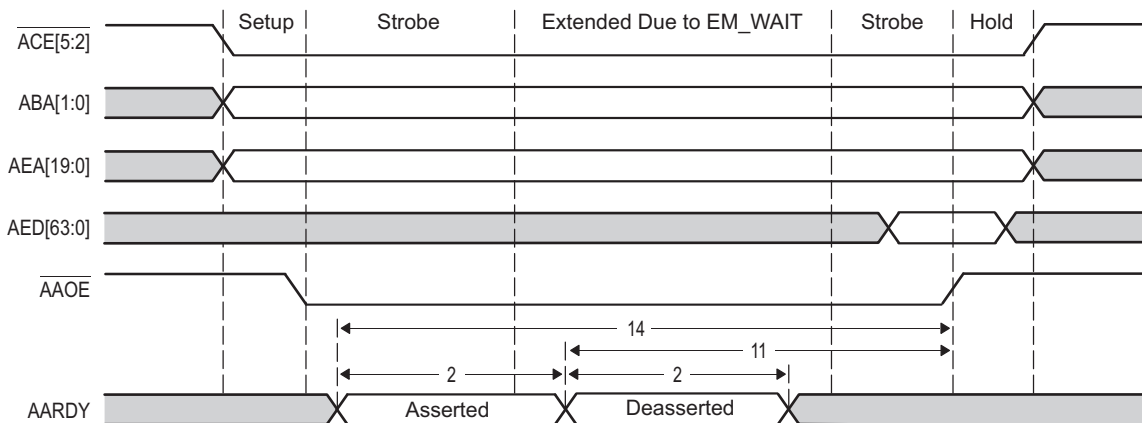 Setup Strobe Extended Due to EM_WAIT Strobe Hold
ACE[5:2]
ABA[1:0]
AEA[19:0]
AED[63:0]
AAOE
14
11
2 2
AARDY Asserted Deasserted